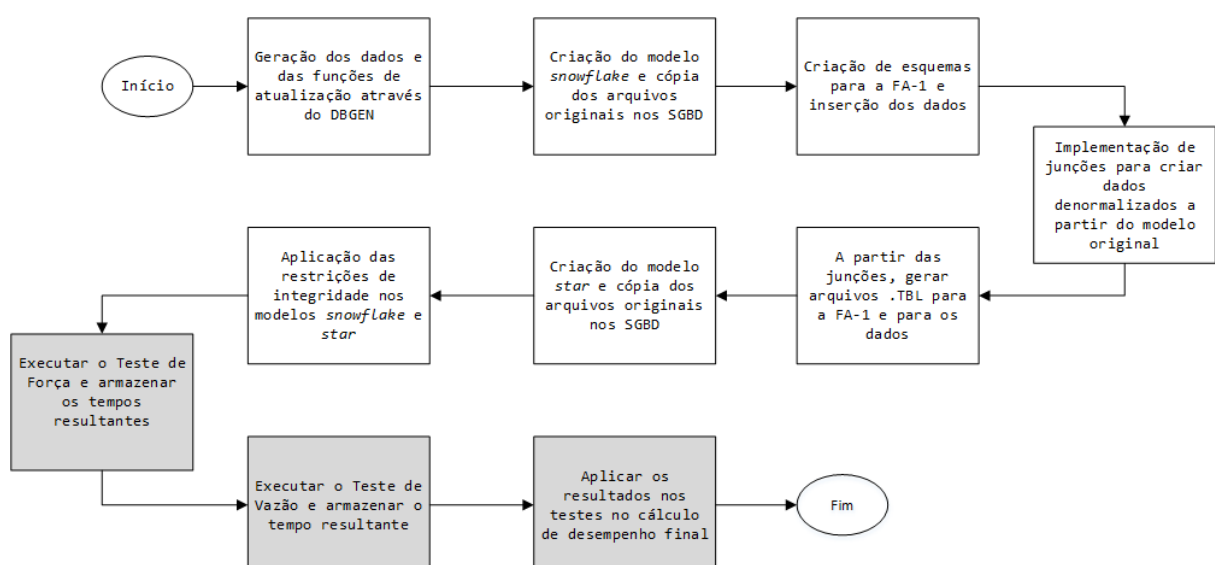 Início
Geração dos dados e
das funções de
atualização através
do DBGEN
Criação do modelo
snowflake e cópia
dos arquivos
originais nos SGBD
Criação de esquemas
para a FA-1 e
inserção dos dados
Implementação de
junções para criar
dados
denormalizados a
partir do modelo
original
A partir das
junções, gerar
arquivos .TBL para
a FA-1 e para os
dados
Criação do modelo
star e cópia dos
arquivos originais
nos SGBD
Aplicação das
restrições de
integridade nos
modelos snowflake e
star
Executar o Teste de
Força e armazenar
os tempos
resultantes
Executar o Teste de
Vazão e armazenar o
tempo resultante
Aplicar os
resultados nos
testes no cálculo
de desempenho final
Fim